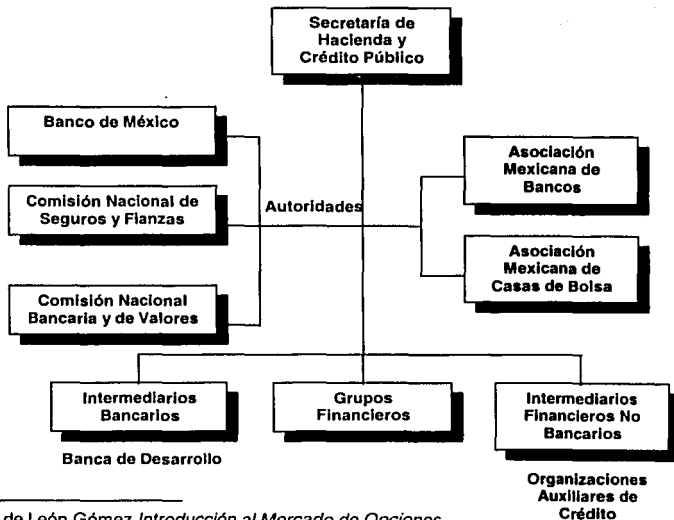 Secretaría de
Hacienda y
Crédito Público
Banco de México
Comisión Nacional de
Seguros y Fianzas
Comisión Nacional
Bancaria y de Valores
Autoridades
Asociación
Mexicana de
Bancos
Asociación
Mexicana de
Casas de Bolsa
Intermediarios
Bancarios
Banca de Desarrollo
Grupos
Financieros
Intermediarios
Financieros No
Bancarios
Organizaciones
Auxiliares de
Crédito
de León Gómez Introducción al Mercado de Opciones